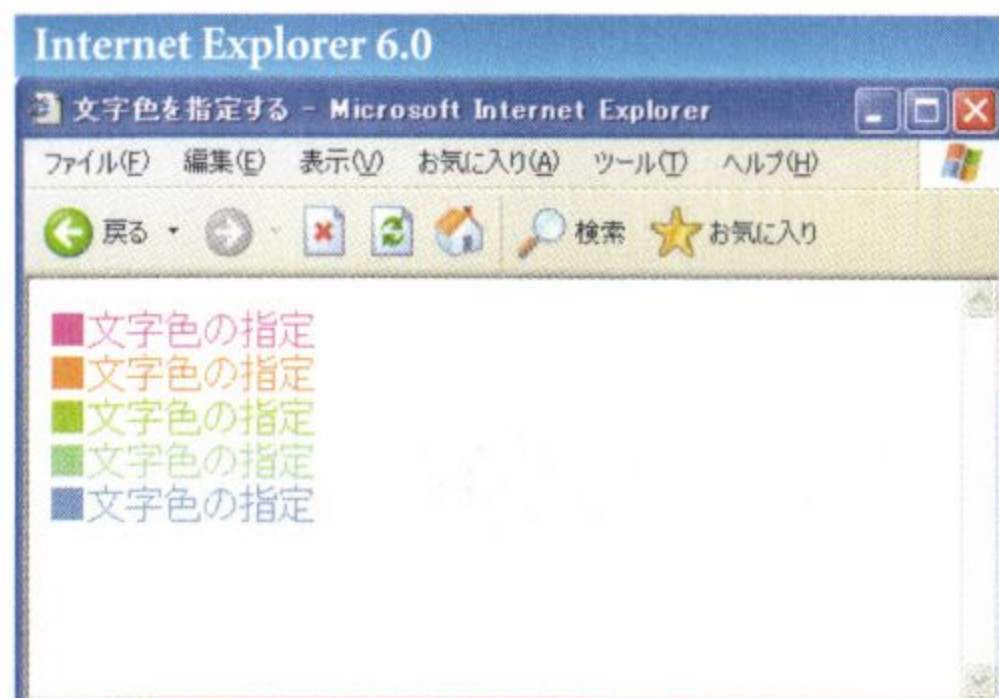 Internet Explorer 6.0
文字色を指定する - Microsoft Internet Explorer
ファイル(F) 編集(E) 表示(V) お気に入り(A) ツール(T) ヘルプ(H)
戻る 検索 お気に入り
■文字色の指定
■文字色の指定
■文字色の指定
■文字色の指定
■文字色の指定